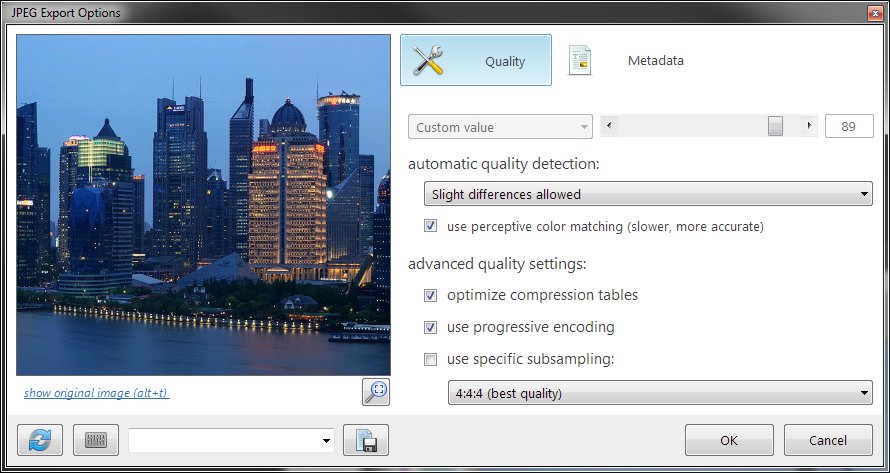 JPEG Export Options
Quality
Metadata
Custom value
89
automatic quality detection:
Slight differences allowed
use perceptive color matching (slower, more accurate)
advanced quality settings:
optimize compression tables
use progressive encoding
use specific subsampling:
4:4:4 (best quality)
show original image (alt+t)
OK
Cancel